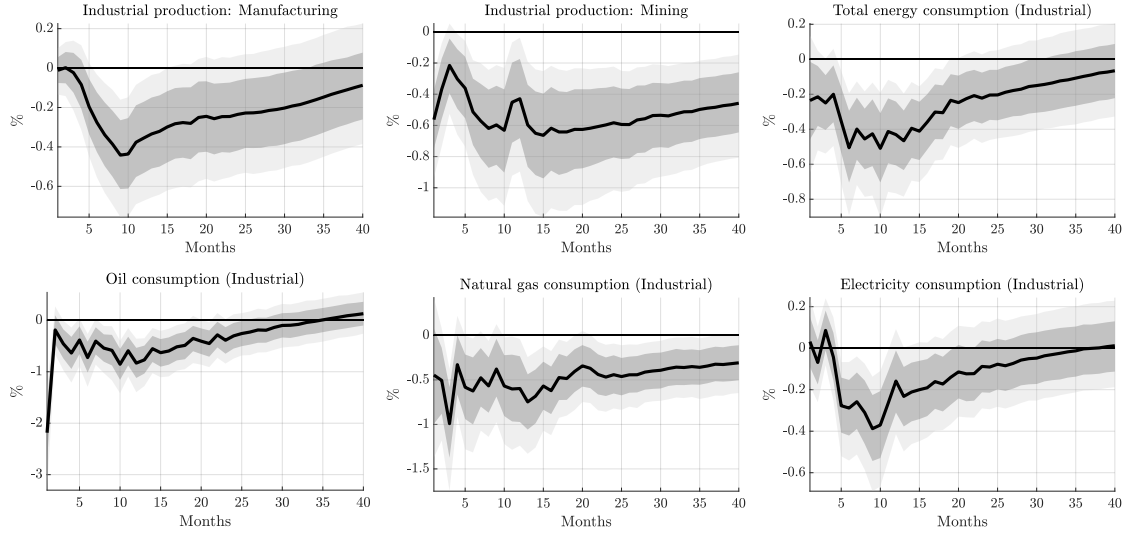 Industrial production: Manufacturing
0.2
0
-0.2
-0.4
-0.6
%
5 10 15 20 25 30 35 40
Months
Industrial production: Mining
0
-0.2
-0.4
-0.6
-0.8
-1
%
5 10 15 20 25 30 35 40
Months
Total energy consumption (Industrial)
0.2
0
-0.2
-0.4
-0.6
-0.8
%
5 10 15 20 25 30 35 40
Months
Oil consumption (Industrial)
0
-1
-2
-3
%
5 10 15 20 25 30 35 40
Months
Natural gas consumption (Industrial)
0
-0.5
-1
-1.5
%
5 10 15 20 25 30 35 40
Months
Electricity consumption (Industrial)
0.2
0
-0.2
-0.4
-0.6
%
5 10 15 20 25 30 35 40
Months